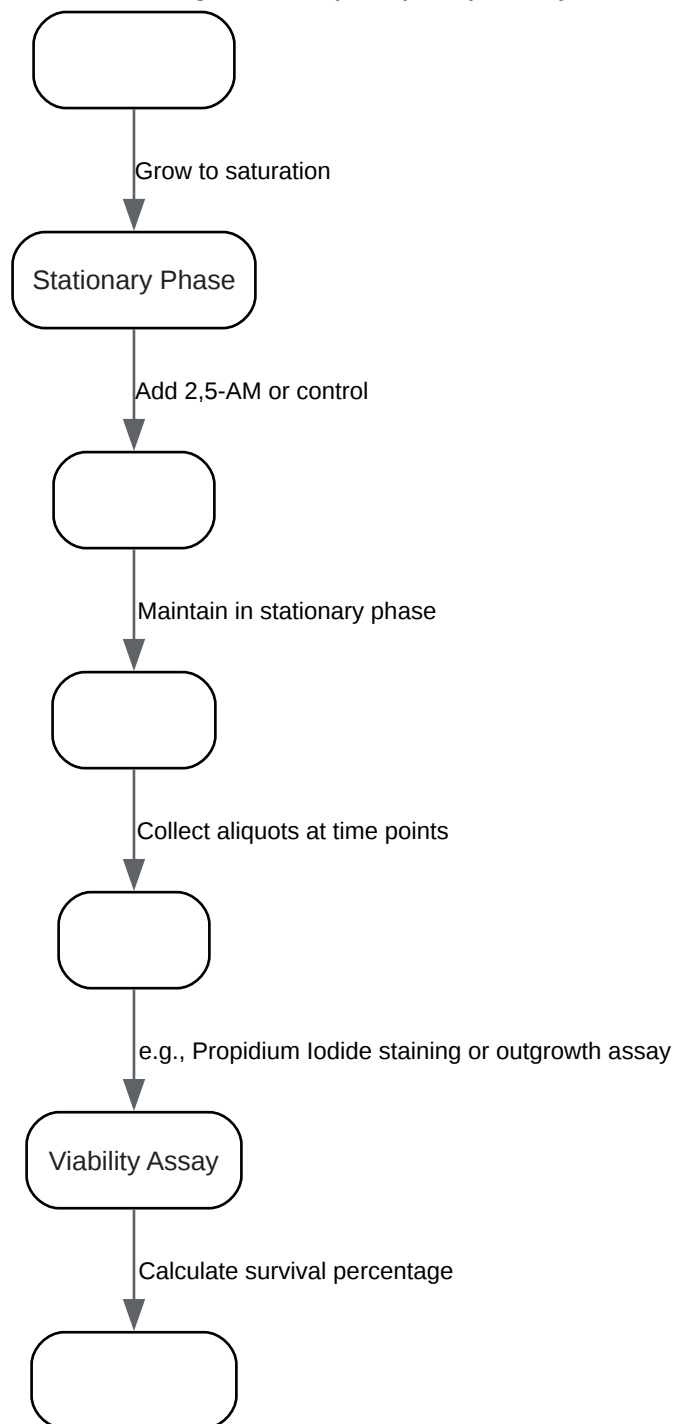 Grow to saturation
Stationary Phase
Add 2,5-AM or control
Maintain in stationary phase
Collect aliquots at time points
e.g., Propidium Iodide staining or outgrowth assay
Viability Assay
Calculate survival percentage